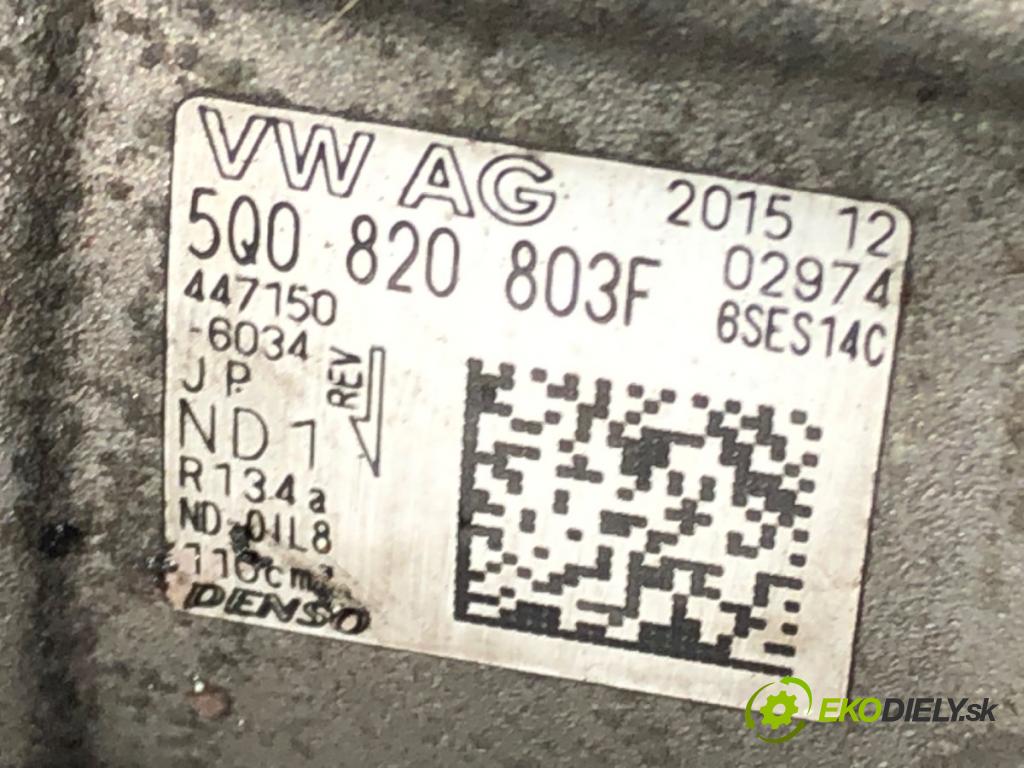 VW AG 2015 12
5Q0 820 803F 02974
447150 6SES14C
-6034
JP
REV
ND1
R134a
ND-OIL8
110cm³
DENSO
EKODIELY.sk